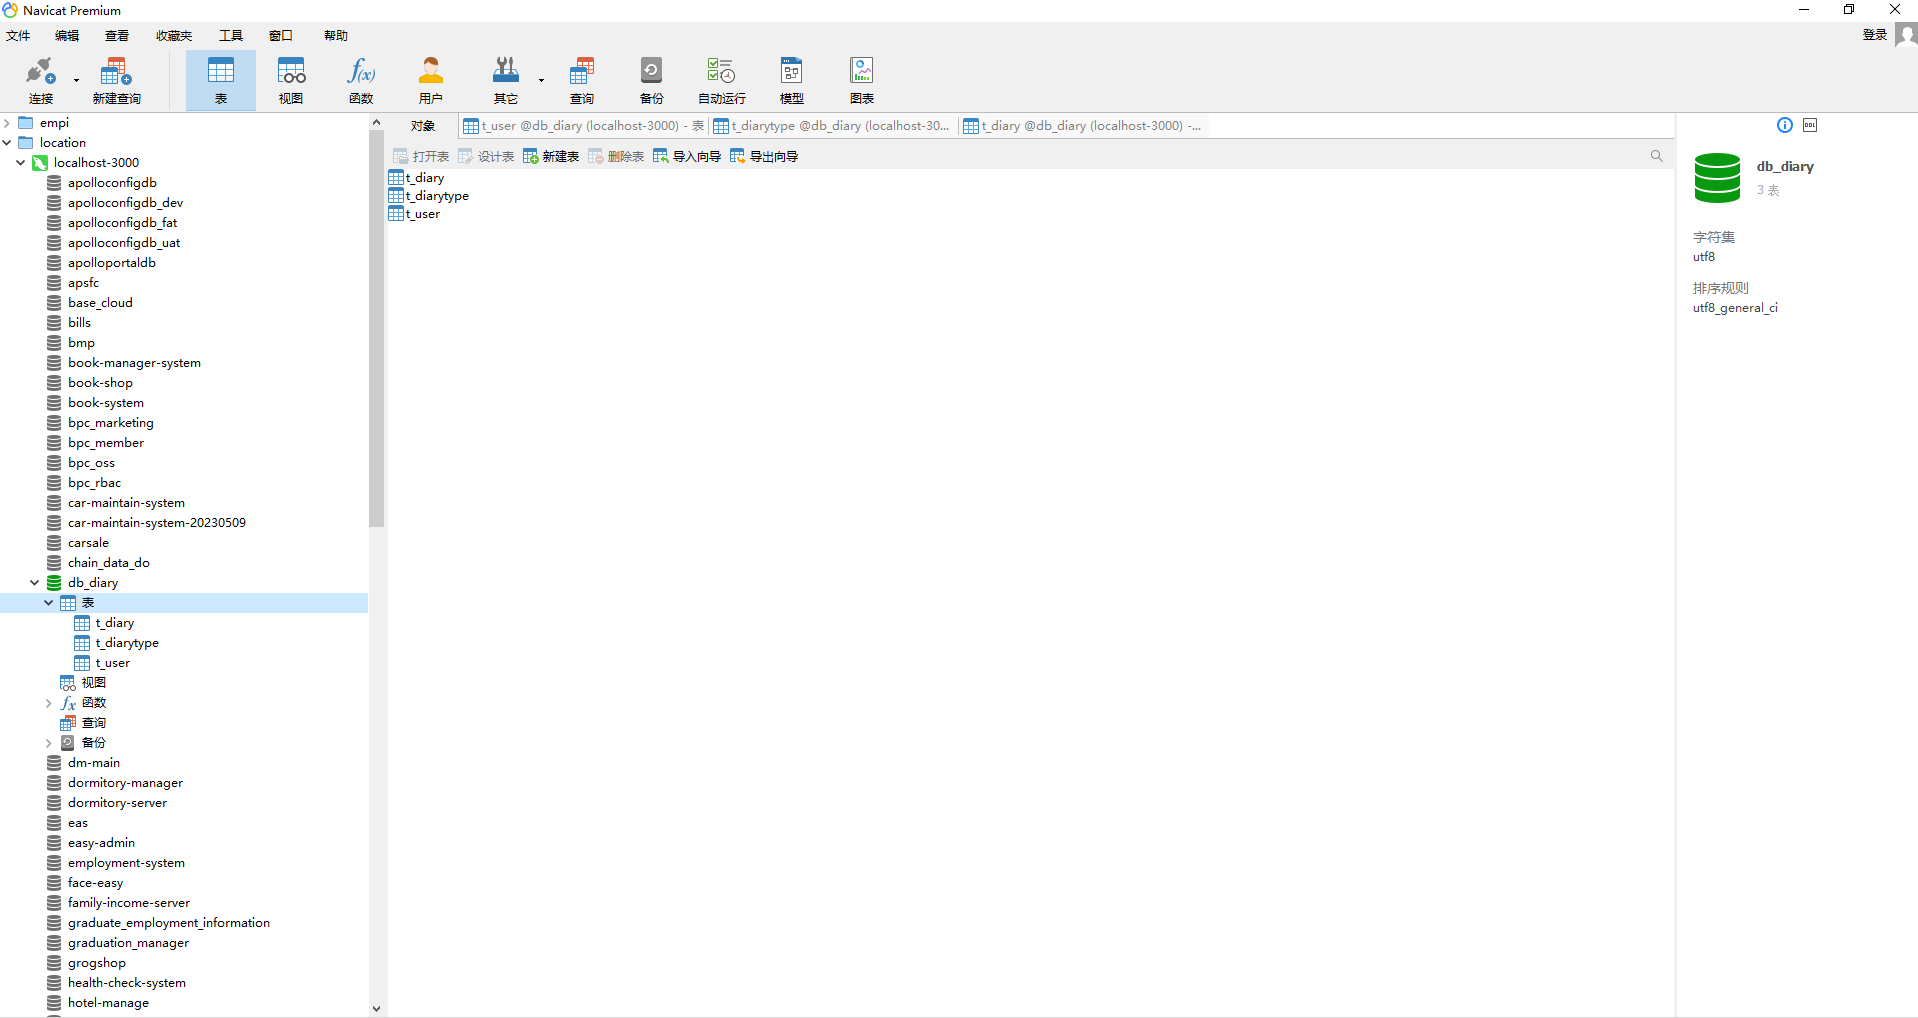 Navicat Premium
文件 编辑 查看 收藏夹 工具 窗口 帮助 登录
连接 新建查询 表 视图 函数 用户 其它 查询 备份 自动运行 模型 图表
empi
location
localhost-3000
apolloconfigdb
apolloconfigdb_dev
apolloconfigdb_fat
apolloconfigdb_uat
apolloportaldb
apsfc
base_cloud
bills
bmp
book-manager-system
book-shop
book-system
bpc_marketing
bpc_member
bpc_oss
bpc_rbac
car-maintain-system
car-maintain-system-20230509
carsale
chain_data_do
db_diary
表
t_diary
t_diarytype
t_user
视图
函数
查询
备份
dm-main
dormitory-manager
dormitory-server
eas
easy-admin
employment-system
face-easy
family-income-server
graduate_employment_information
graduation_manager
grogshop
health-check-system
hotel-manage
对象 t_user @db_diary (localhost-3000) - 表 t_diarytype @db_diary (localhost-30... t_diary @db_diary (localhost-3000) -...
打开表 设计表 新建表 删除表 导入向导 导出向导
t_diary
t_diarytype
t_user
DDL
db_diary
3 表
字符集
utf8
排序规则
utf8_general_ci